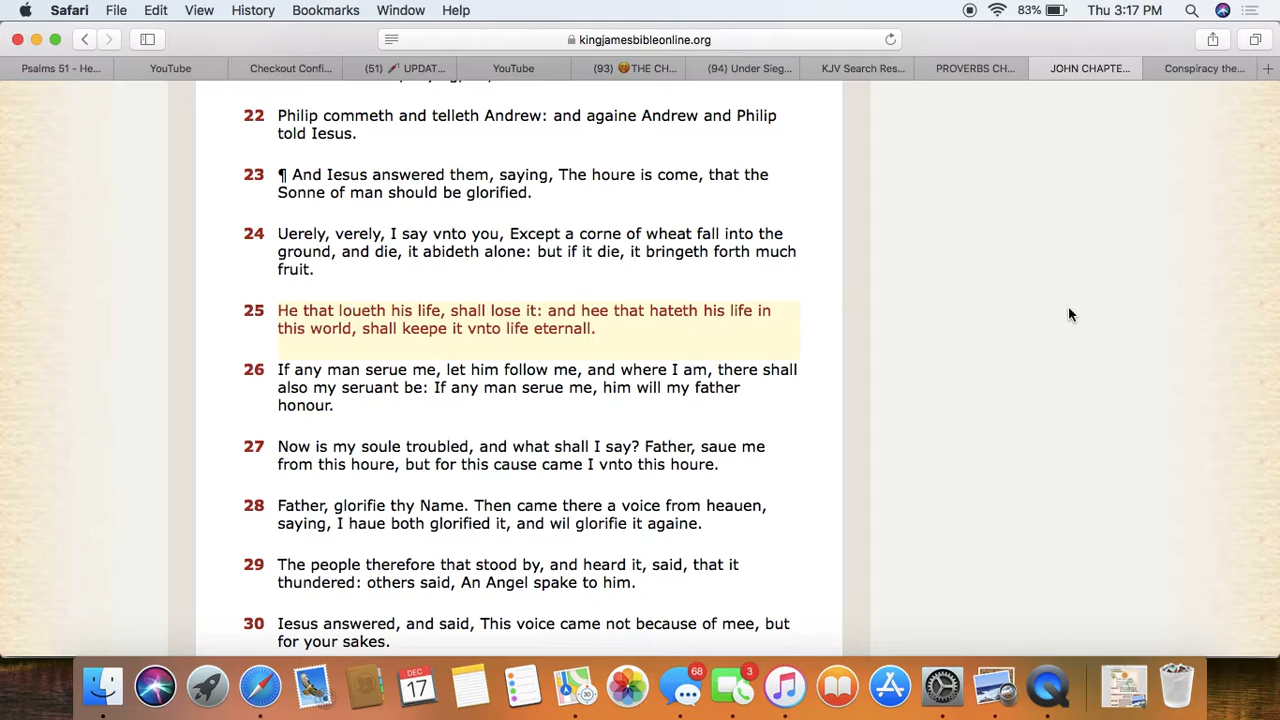 Safari File Edit View History Bookmarks Window Help 83% Thu 3:17 PM
kingjamesbibleonline.org
Psalms 51 - He... YouTube Checkout Confi... (51) 🚀 UPDAT... YouTube (93) 😍THE CH... (94) Under Sieg... KJV Search Res... PROVERBS CH... JOHN CHAPTE... Conspiracy the...
22 Philip commeth and telleth Andrew: and againe Andrew and Philip
told Iesus.
23 ¶ And Iesus answered them, saying, The houre is come, that the
Sonne of man should be glorified.
24 Uerely, verely, I say vnto you, Except a corne of wheat fall into the
ground, and die, it abideth alone: but if it die, it bringeth forth much
fruit.
25 He that loueth his life, shall lose it: and hee that hateth his life in
this world, shall keepe it vnto life eternall.
26 If any man serue me, let him follow me, and where I am, there shall
also my seruant be: If any man serue me, him will my father
honour.
27 Now is my soule troubled, and what shall I say? Father, saue me
from this houre, but for this cause came I vnto this houre.
28 Father, glorifie thy Name. Then came there a voice from heauen,
saying, I haue both glorified it, and wil glorifie it againe.
29 The people therefore that stood by, and heard it, said, that it
thundered: others said, An Angel spake to him.
30 Iesus answered, and said, This voice came not because of mee, but
for your sakes.
DEC
17
68
3